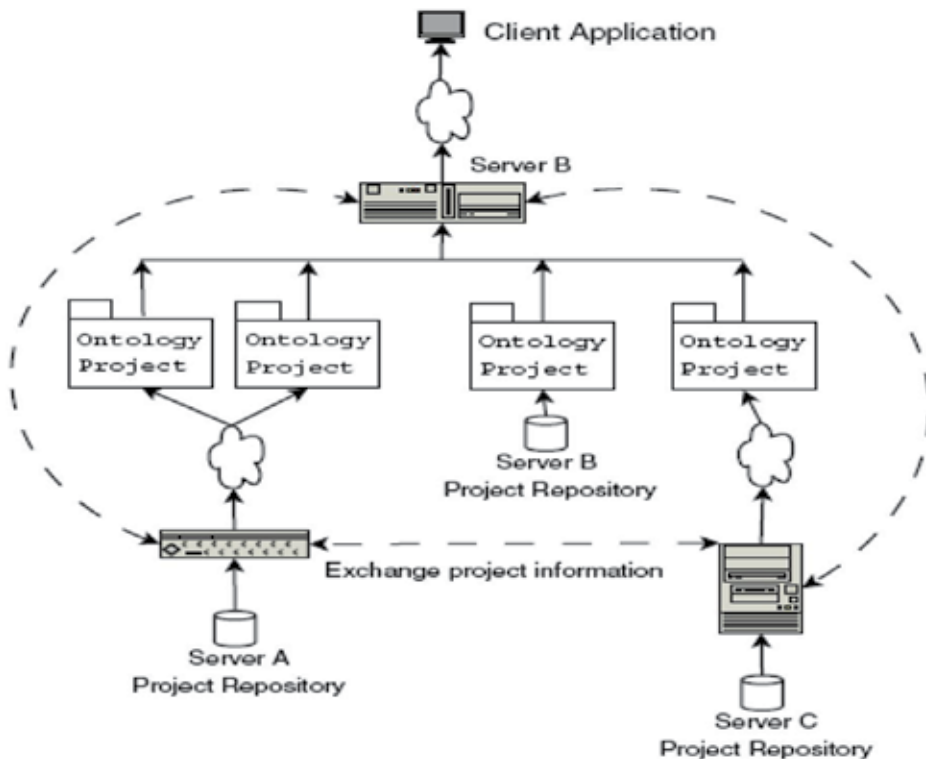 Client Application
Server B
Ontology
Project
Ontology
Project
Ontology
Project
Ontology
Project
Server B
Project Repository
Exchange project information
Server A
Project Repository
Server C
Project Repository